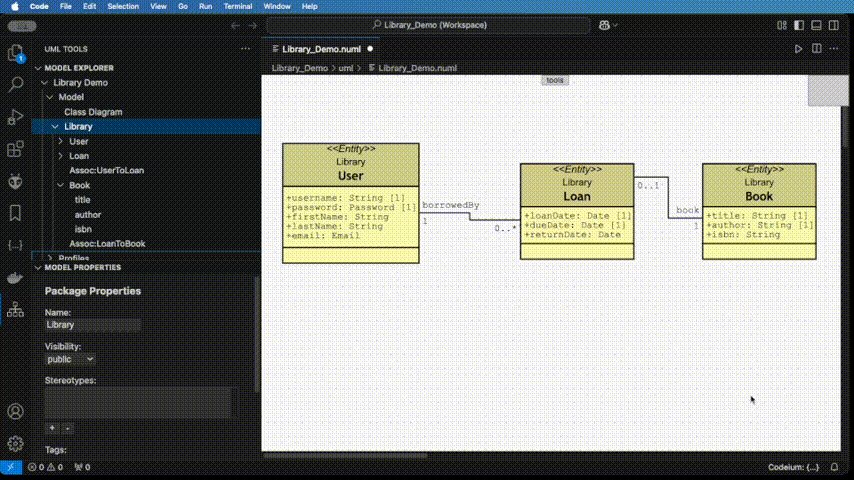 Code File Edit Selection View Go Run Terminal Window Help
Library_Demo (Workspace)
UML TOOLS
Library_Demo.numl
MODEL EXPLORER
Library_Demo > uml > Library_Demo.numl
Library Demo
Model
Class Diagram
Library
User
Loan
Assoc:UserToLoan
Book
title
author
isbn
Assoc:LoanToBook
Profiles
tools
<<Entity>>
Library
User
+username: String [1]
+password: Password [1]
+firstName: String
+lastName: String
+email: Email
borrowedBy
1
0..*
<<Entity>>
Library
Loan
+loanDate: Date [1]
+dueDate: Date [1]
+returnDate: Date
0..1
book
1
<<Entity>>
Library
Book
+title: String [1]
+author: String [1]
+isbn: String
MODEL PROPERTIES
Package Properties
Name:
Library
Visibility:
public
Stereotypes:
+ -
Tags:
0 0 0
Codeium: {...}